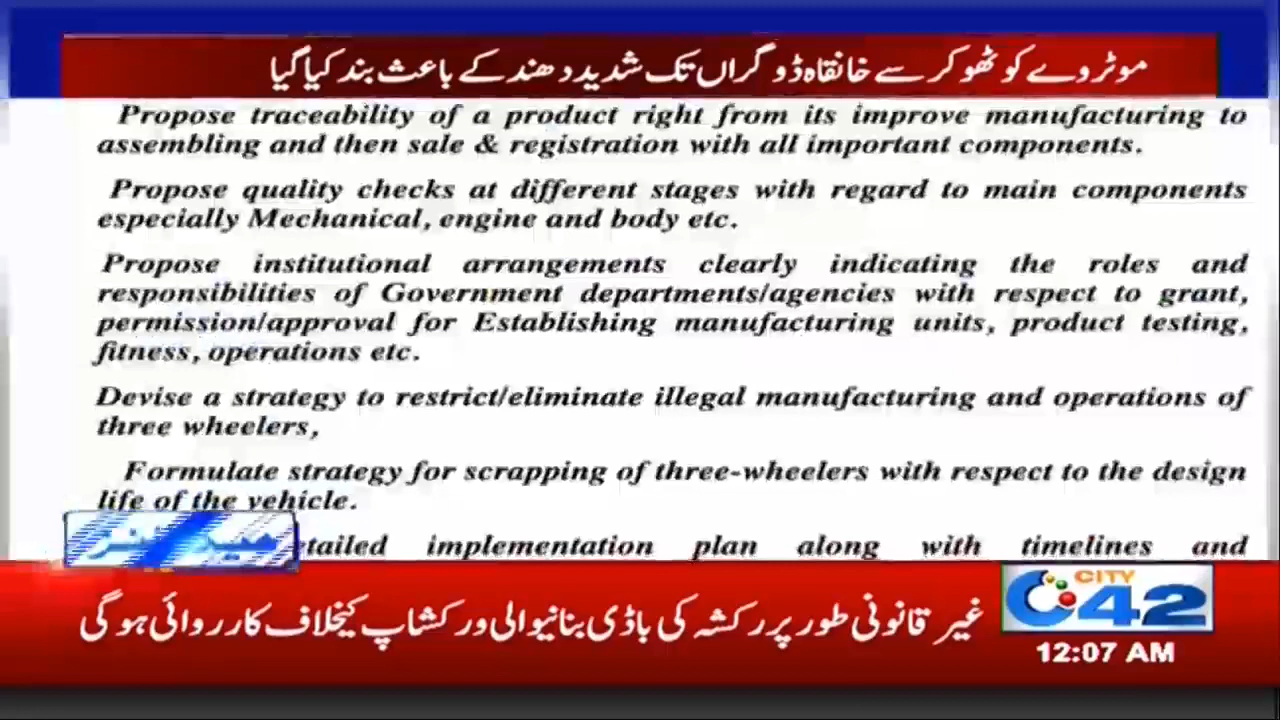 موٹروے کو ٹھوکر سے خانقاہ ڈوگراں تک شدید دھند کے باعث بند کیا گیا
Propose traceability of a product right from its improve manufacturing to
assembling and then sale & registration with all important components.
Propose quality checks at different stages with regard to main components
especially Mechanical, engine and body etc.
Propose institutional arrangements clearly indicating the roles and
responsibilities of Government departments/agencies with respect to grant,
permission/approval for Establishing manufacturing units, product testing,
fitness, operations etc.
Devise a strategy to restrict/eliminate illegal manufacturing and operations of
three wheelers,
Formulate strategy for scrapping of three-wheelers with respect to the design
life of the vehicle.
etailed implementation plan along with timelines and
غیر قانونی طور پر رکشہ کی باڈی بنانیوالی ورکشاپ کیخلاف کارروائی ہوگی
CITY
42
12:07 AM